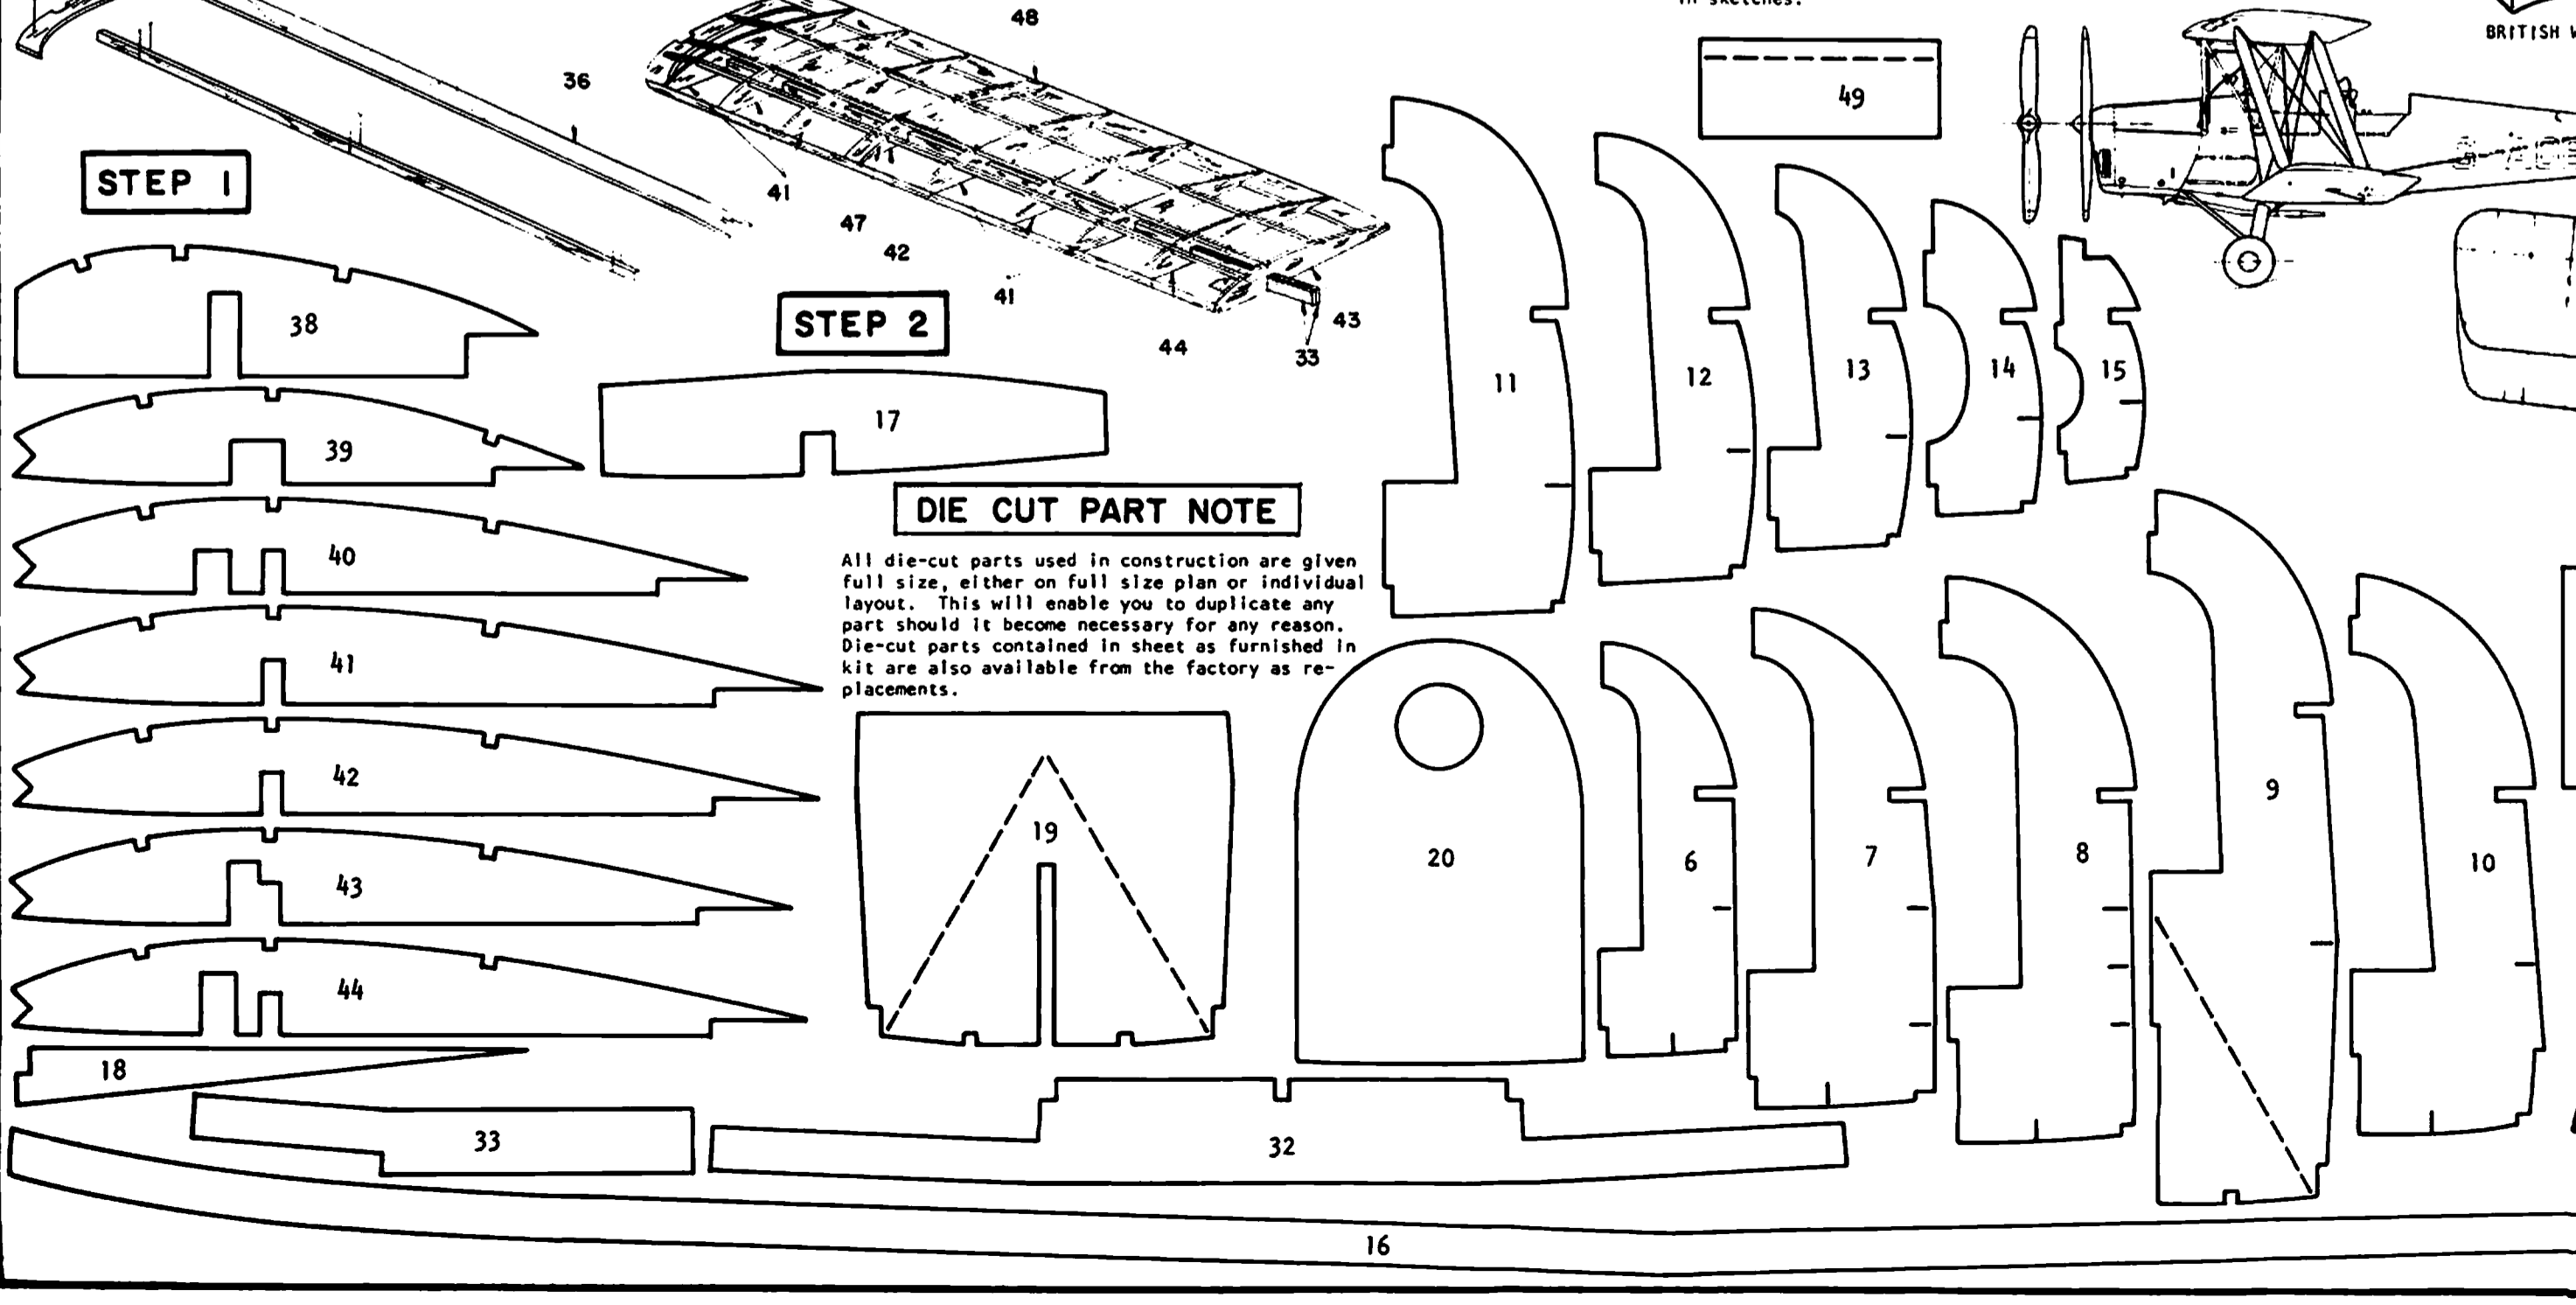 in sketches.
48
BRITISH
36
49
STEP 1
41
47
42
41
STEP 2
43
44
33
38
17
39
11
12
13
14
15
DIE CUT PART NOTE
40
All die-cut parts used in construction are given
full size, either on full size plan or individual
layout. This will enable you to duplicate any
part should it become necessary for any reason.
Die-cut parts contained in sheet as furnished in
kit are also available from the factory as re-
placements.
41
42
19
20
6
7
8
9
10
43
44
18
33
32
16